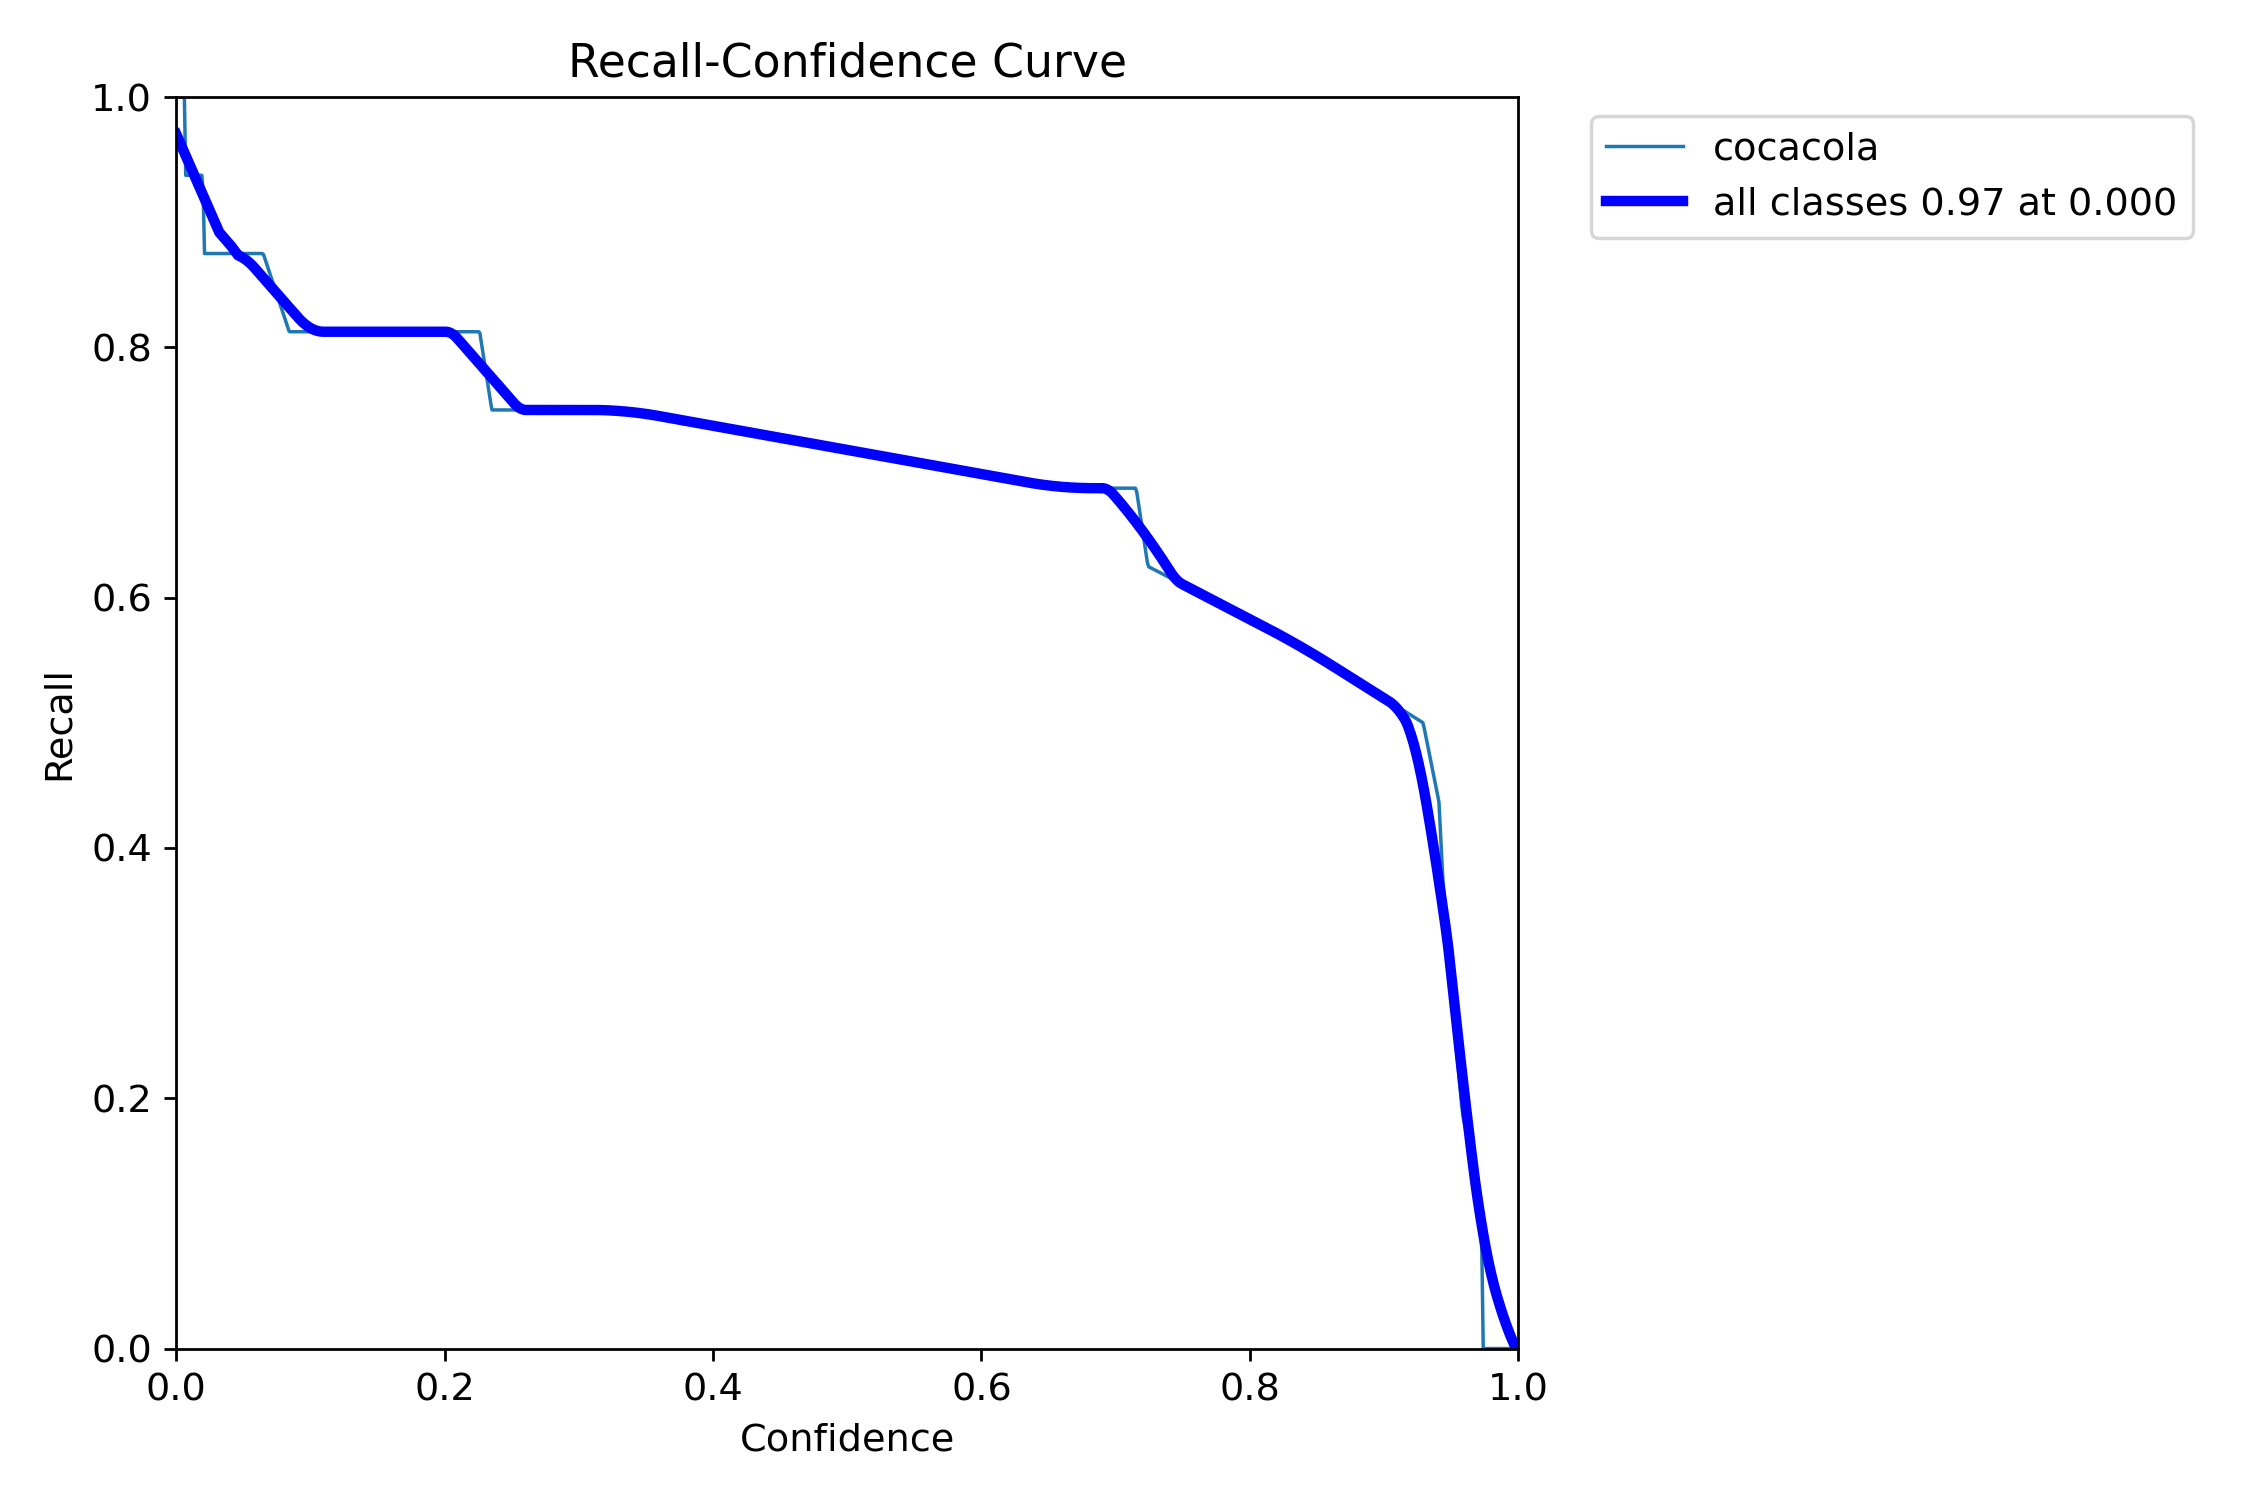 Recall-Confidence Curve
1.0
0.8
0.6
0.4
0.2
0.0
Recall
0.0 0.2 0.4 0.6 0.8 1.0
Confidence
cocacola
all classes 0.97 at 0.000